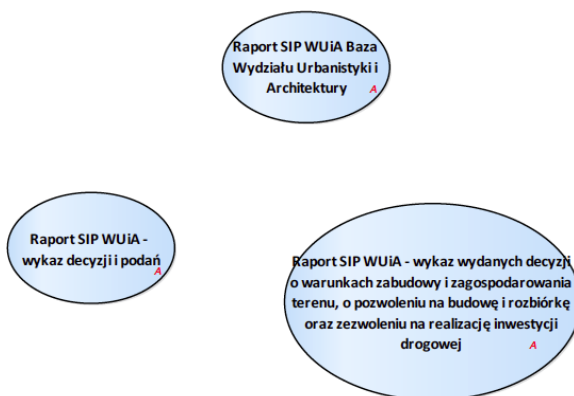 Raport SIP WUiA Baza
Wydziału Urbanistyki i
Architektury
A
Raport SIP WUiA -
wykaz decyzji i podań
A
Raport SIP WUiA - wykaz wydanych decyzji
o warunkach zabudowy i zagospodarowania
terenu, o pozwoleniu na budowę i rozbiórkę
oraz zezwoleniu na realizację inwestycji
drogowej
A